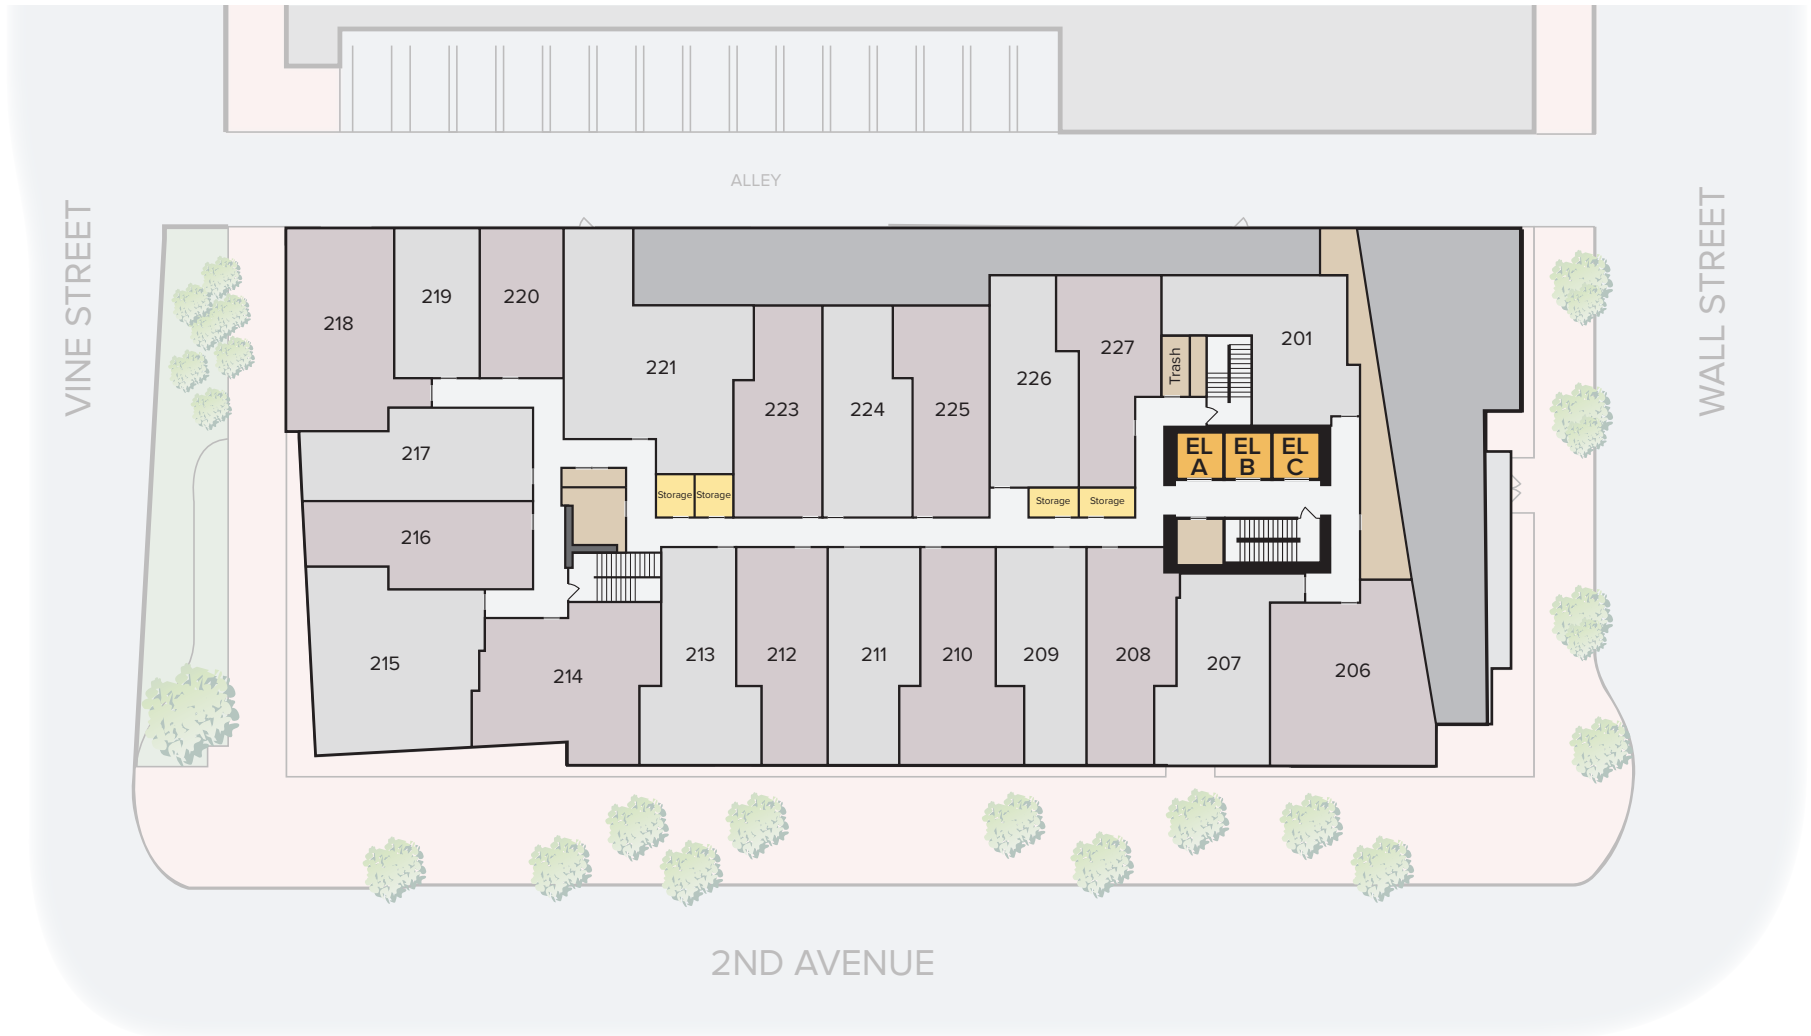 ALLEY
VINE STREET
WALL STREET
218
219
220
221
223
224
225
226
227
201
Trash
217
216
215
214
213
212
211
210
209
208
207
206
Storage
Storage
Storage
Storage
EL
A
EL
B
EL
C
2ND AVENUE